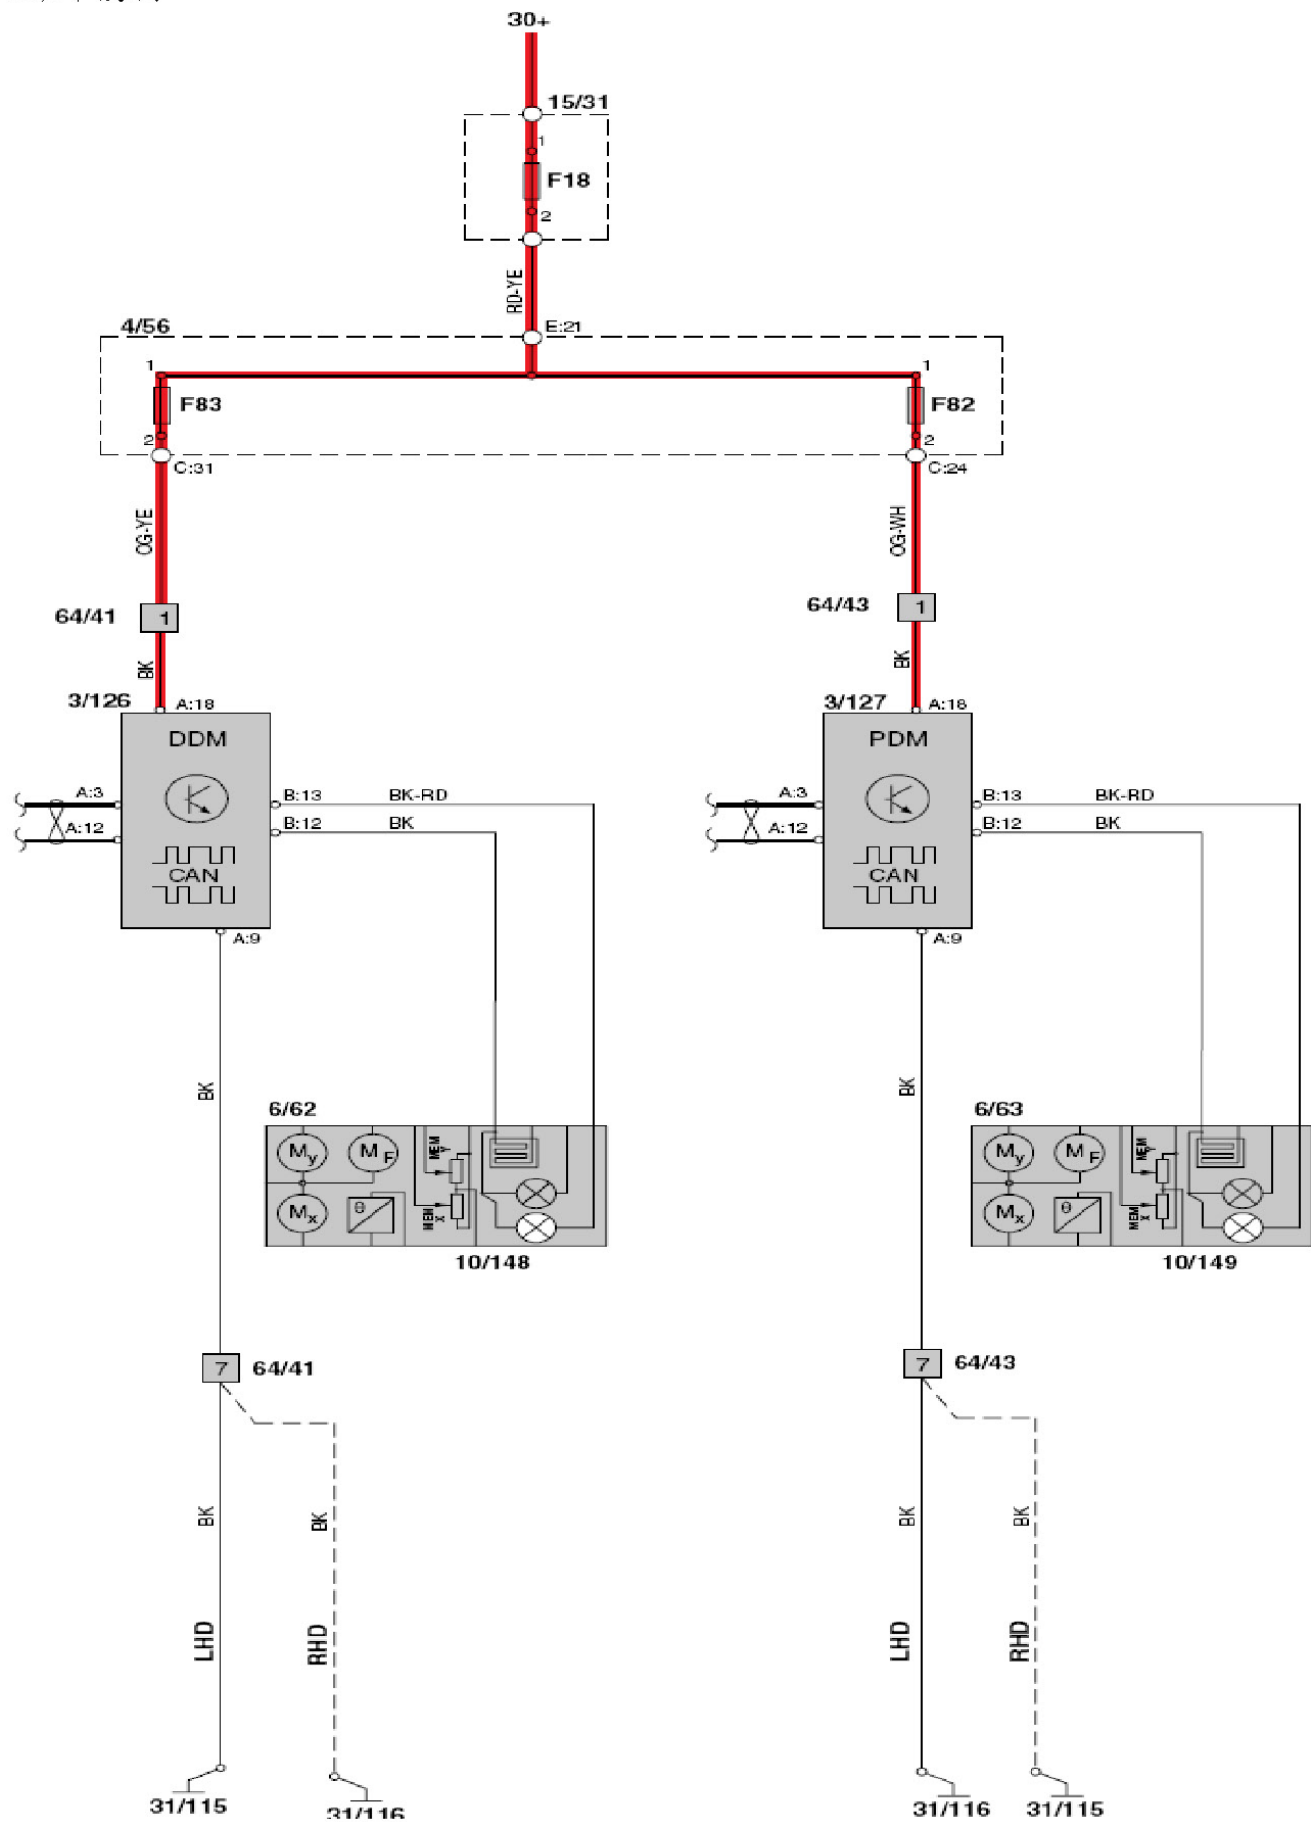 30+
15/31
1
F18
2
RD-YE
E:21
4/56
1
1
F83
F82
2
2
C:31
C:24
OG-YE
OG-WH
64/41
1
64/43
1
BK
BK
3/126
A:18
3/127
A:18
DDM
PDM
A:3
B:13
BK-RD
A:3
B:13
BK-RD
A:12
B:12
BK
A:12
B:12
BK
CAN
CAN
A:9
A:9
BK
BK
6/62
6/63
My
MF
MEM
Y
My
MF
MEM
Y
Mx
θ
MEM
X
Mx
θ
MEM
X
10/148
10/149
7
64/41
7
64/43
BK
BK
BK
BK
LHD
RHD
LHD
RHD
31/115
31/116
31/116
31/115